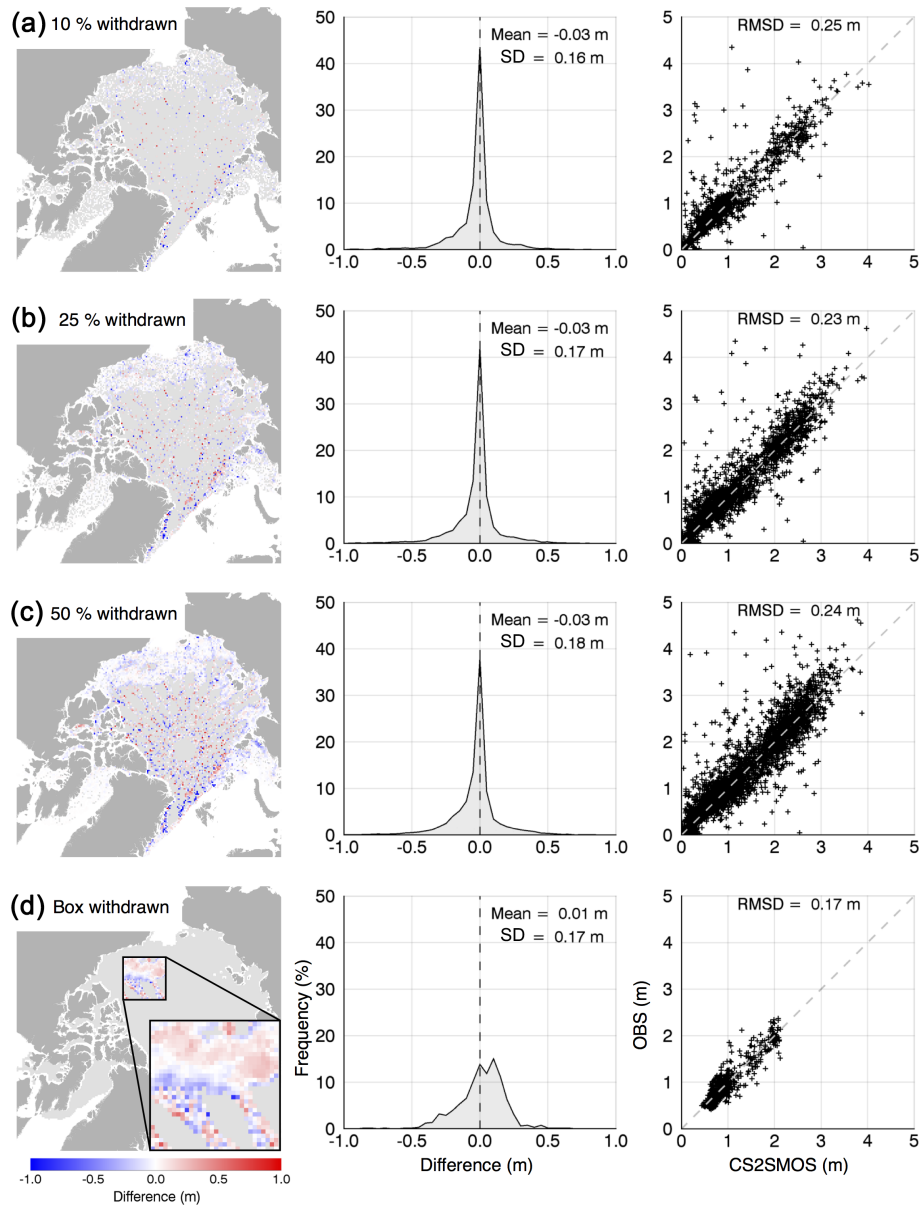 (a) 10 % withdrawn
50
40
30
20
10
0
-1.0 -0.5 0.0 0.5 1.0
Mean = -0.03 m
SD = 0.16 m
5
4
3
2
1
0
0 1 2 3 4 5
RMSD = 0.25 m
(b) 25 % withdrawn
50
40
30
20
10
0
-1.0 -0.5 0.0 0.5 1.0
Mean = -0.03 m
SD = 0.17 m
5
4
3
2
1
0
0 1 2 3 4 5
RMSD = 0.23 m
(c) 50 % withdrawn
50
40
30
20
10
0
-1.0 -0.5 0.0 0.5 1.0
Mean = -0.03 m
SD = 0.18 m
5
4
3
2
1
0
0 1 2 3 4 5
RMSD = 0.24 m
(d) Box withdrawn
-1.0 -0.5 0.0 0.5 1.0
Difference (m)
Frequency (%)
50
40
30
20
10
0
-1.0 -0.5 0.0 0.5 1.0
Difference (m)
Mean = 0.01 m
SD = 0.17 m
OBS (m)
5
4
3
2
1
0
0 1 2 3 4 5
CS2SMOS (m)
RMSD = 0.17 m